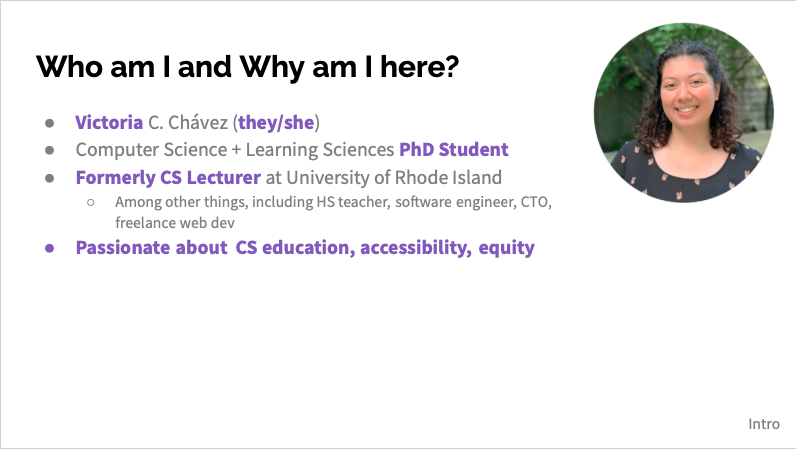 Who am I and Why am I here?
● Victoria C. Chávez (they/she)
● Computer Science + Learning Sciences PhD Student
● Formerly CS Lecturer at University of Rhode Island
○ Among other things, including HS teacher, software engineer, CTO,
freelance web dev
● Passionate about CS education, accessibility, equity
Intro